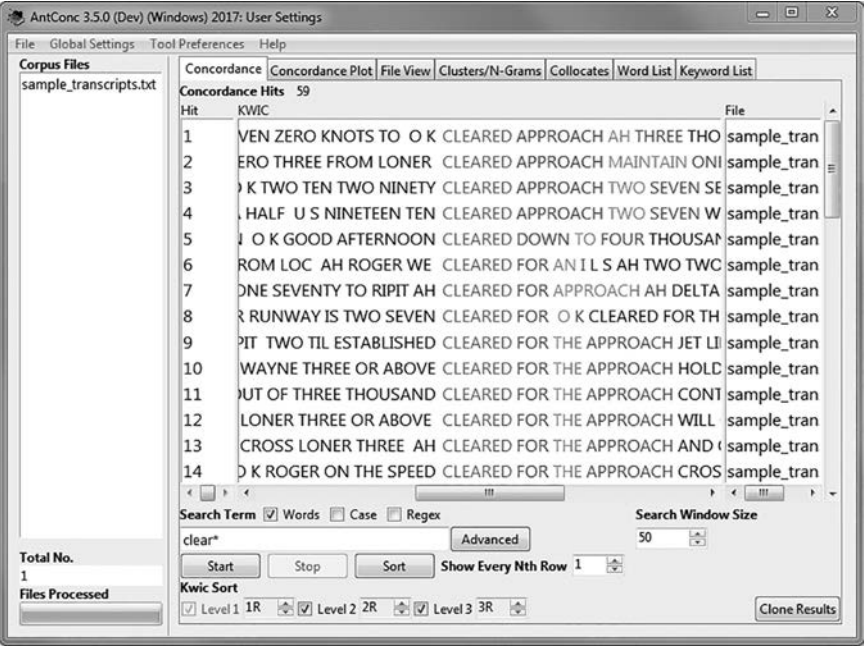 AntConc 3.5.0 (Dev) (Windows) 2017: User Settings
File Global Settings Tool Preferences Help
Corpus Files
sample_transcripts.txt
Concordance Concordance Plot File View Clusters/N-Grams Collocates Word List Keyword List
Concordance Hits 59
Hit KWIC File
1 VEN ZERO KNOTS TO O K CLEARED APPROACH AH THREE THO sample_tran
2 ERO THREE FROM LONER CLEARED APPROACH MAINTAIN ONI sample_tran
3 K TWO TEN TWO NINETY CLEARED APPROACH TWO SEVEN SE sample_tran
4 HALF U S NINETEEN TEN CLEARED APPROACH TWO SEVEN W sample_tran
5 O K GOOD AFTERNOON CLEARED DOWN TO FOUR THOUSAN sample_tran
6 ROM LOC AH ROGER WE CLEARED FOR AN I L S AH TWO TWO sample_tran
7 ONE SEVENTY TO RIPIT AH CLEARED FOR APPROACH AH DELTA sample_tran
8 R RUNWAY IS TWO SEVEN CLEARED FOR O K CLEARED FOR TH sample_tran
9 PIT TWO TIL ESTABLISHED CLEARED FOR THE APPROACH JET LI sample_tran
10 WAYNE THREE OR ABOVE CLEARED FOR THE APPROACH HOLD sample_tran
11 OUT OF THREE THOUSAND CLEARED FOR THE APPROACH CONT sample_tran
12 LONER THREE OR ABOVE CLEARED FOR THE APPROACH WILL sample_tran
13 CROSS LONER THREE AH CLEARED FOR THE APPROACH AND sample_tran
14 K ROGER ON THE SPEED CLEARED FOR THE APPROACH CROS sample_tran
Search Term Words Case Regex Search Window Size
clear* Advanced 50
Total No.
1
Start Stop Sort Show Every Nth Row 1
Files Processed
Kwic Sort
Level 1 1R Level 2 2R Level 3 3R Clone Results